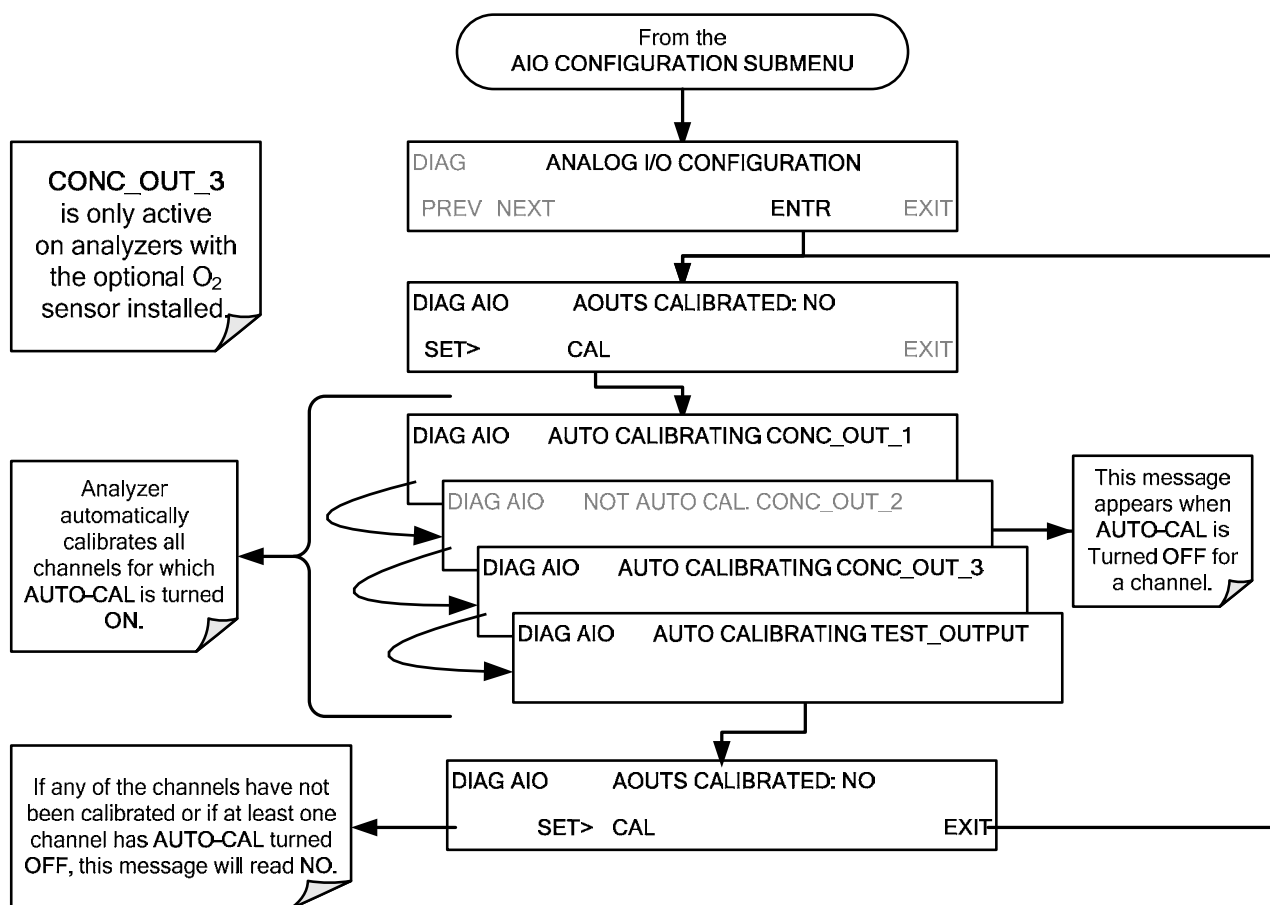 From the
AIO CONFIGURATION SUBMENU
CONC_OUT_3
is only active
on analyzers with
the optional O₂
sensor installed.
DIAG ANALOG I/O CONFIGURATION
PREV NEXT ENTR EXIT
DIAG AIO AOUTS CALIBRATED: NO
SET> CAL EXIT
DIAG AIO AUTO CALIBRATING CONC_OUT_1
DIAG AIO NOT AUTO CAL. CONC_OUT_2
DIAG AIO AUTO CALIBRATING CONC_OUT_3
DIAG AIO AUTO CALIBRATING TEST_OUTPUT
Analyzer
automatically
calibrates all
channels for which
AUTO-CAL is turned
ON.
This message
appears when
AUTO-CAL is
Turned OFF for
a channel.
DIAG AIO AOUTS CALIBRATED: NO
SET> CAL EXIT
If any of the channels have not
been calibrated or if at least one
channel has AUTO-CAL turned
OFF, this message will read NO.